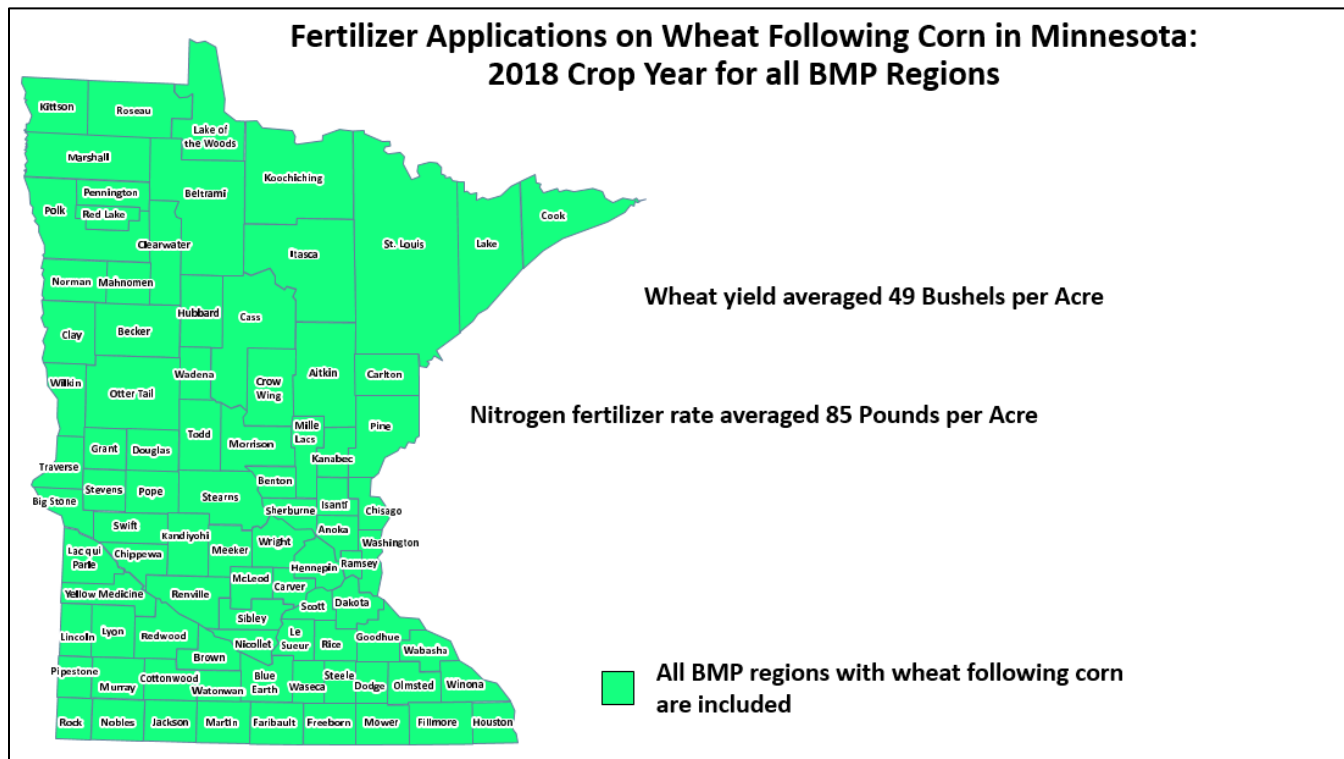 Fertilizer Applications on Wheat Following Corn in Minnesota:
2018 Crop Year for all BMP Regions
Kittson
Roseau
Lake of
the Woods
Marshall
Koochiching
Pennington
Beltrami
Polk
Red Lake
Cook
Clearwater
St. Louis
Lake
Itasca
Norman
Mahnomen
Wheat yield averaged 49 Bushels per Acre
Hubbard
Cass
Clay
Becker
Wadena
Aitkin
Carlton
Wilkin
Crow
Wing
Otter Tail
Nitrogen fertilizer rate averaged 85 Pounds per Acre
Mille
Lacs
Pine
Todd
Morrison
Grant
Douglas
Kanabec
Traverse
Benton
Stevens
Pope
Stearns
Big Stone
Sherburne
Isanti
Chisago
Swift
Anoka
Kandiyohi
Wright
Washington
Lac qui
Parle
Chippewa
Meeker
Hennepin
Ramsey
McLeod
Carver
Yellow Medicine
Renville
Scott
Dakota
Sibley
Lincoln
Lyon
Redwood
Nicollet
Le
Sueur
Rice
Goodhue
Wabasha
Brown
Pipestone
Murray
Cottonwood
Watonwan
Blue
Earth
Waseca
Steele
Dodge
Olmsted
Winona
All BMP regions with wheat following corn
are included
Rock
Nobles
Jackson
Martin
Faribault
Freeborn
Mower
Fillmore
Houston